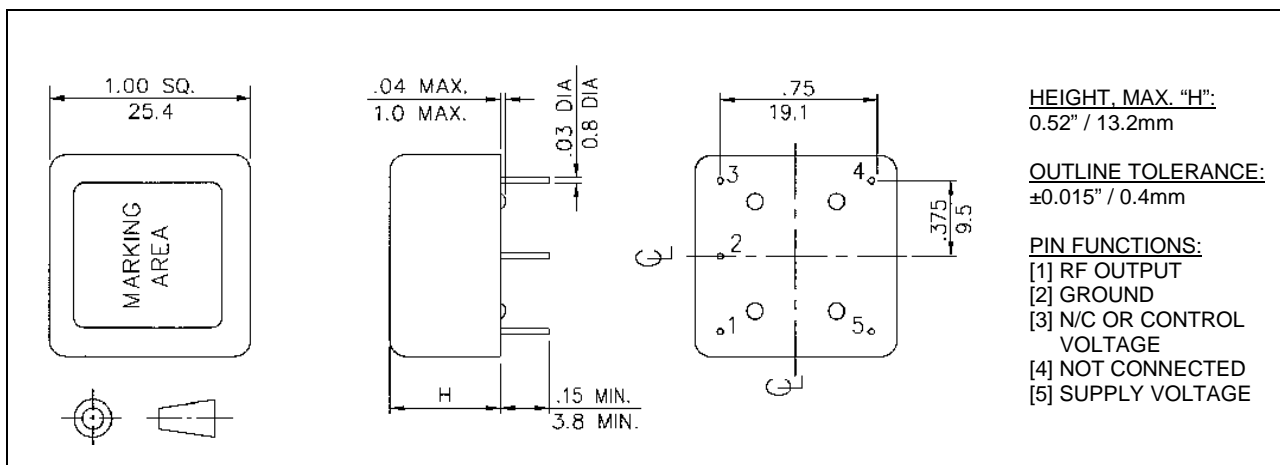 1.00 SQ.
25.4
MARKING
AREA
.04 MAX.
1.0 MAX.
.03 DIA
0.8 DIA
H
.15 MIN.
3.8 MIN.
.75
19.1
3
4
2
1
5
.375
9.5
CL
CL
HEIGHT, MAX. “H”:
0.52” / 13.2mm
OUTLINE TOLERANCE:
±0.015” / 0.4mm
PIN FUNCTIONS:
[1] RF OUTPUT
[2] GROUND
[3] N/C OR CONTROL
VOLTAGE
[4] NOT CONNECTED
[5] SUPPLY VOLTAGE